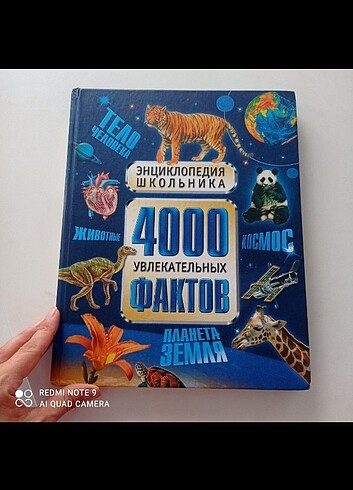 ТЕЛО
ЧЕЛОВЕКА
ЭНЦИКЛОПЕДИЯ
ШКОЛЬНИКА
ЖИВОТНЫЕ
4000
КОСМОС
УВЛЕКАТЕЛЬНЫХ
ФАКТОВ
ПЛАНЕТА
ЗЕМЛЯ
REDMI NOTE 9
AI QUAD CAMERA